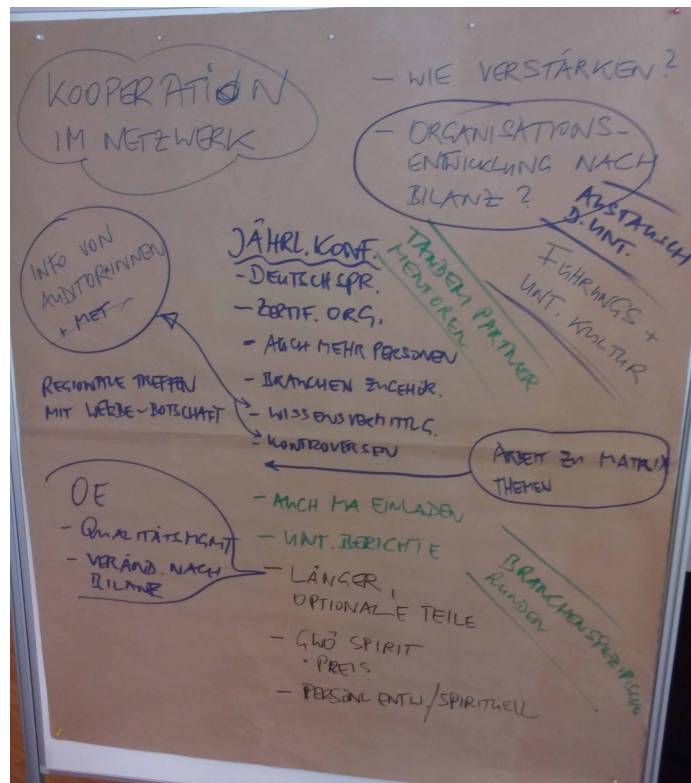 KOOPERATION
IM NETZWERK
- WIE VERSTÄRKEN?
- ORGANISATIONS-
ENTWICKLUNG NACH
BILANZ?
AUSTAUSCH
D. UNT.
FÜHRUNGS +
UNT. KULTUR
TANDEM PARTNER
MENTOREN
INFO VON
AUDITOR*INNEN
+ MET
JÄHRL. KONF.
- DEUTSCHSPR.
- ZERTIF. ORG.
- AUCH MEHR PERSONEN
- BRANCHEN ZUGEHÖR.
- WISSENSVERMITTLG.
- KONTROVERSEN
REGIONALE TREFFEN
MIT WERBE-BOTSCHAFT
ARBEIT ZU MATRIX
THEMEN
OE
- QUALITÄTSMGMT
- VERÄND. NACH
BILANZ
- AUCH MA EINLADEN
- UNT. BERICHTE
- LÄNGER,
OPTIONALE TEILE
- GWÖ SPIRIT
· PREIS
- PERSÖNL ENTW./SPIRITUELL
BRANCHENSPEZIFISCHE
RUNDEN